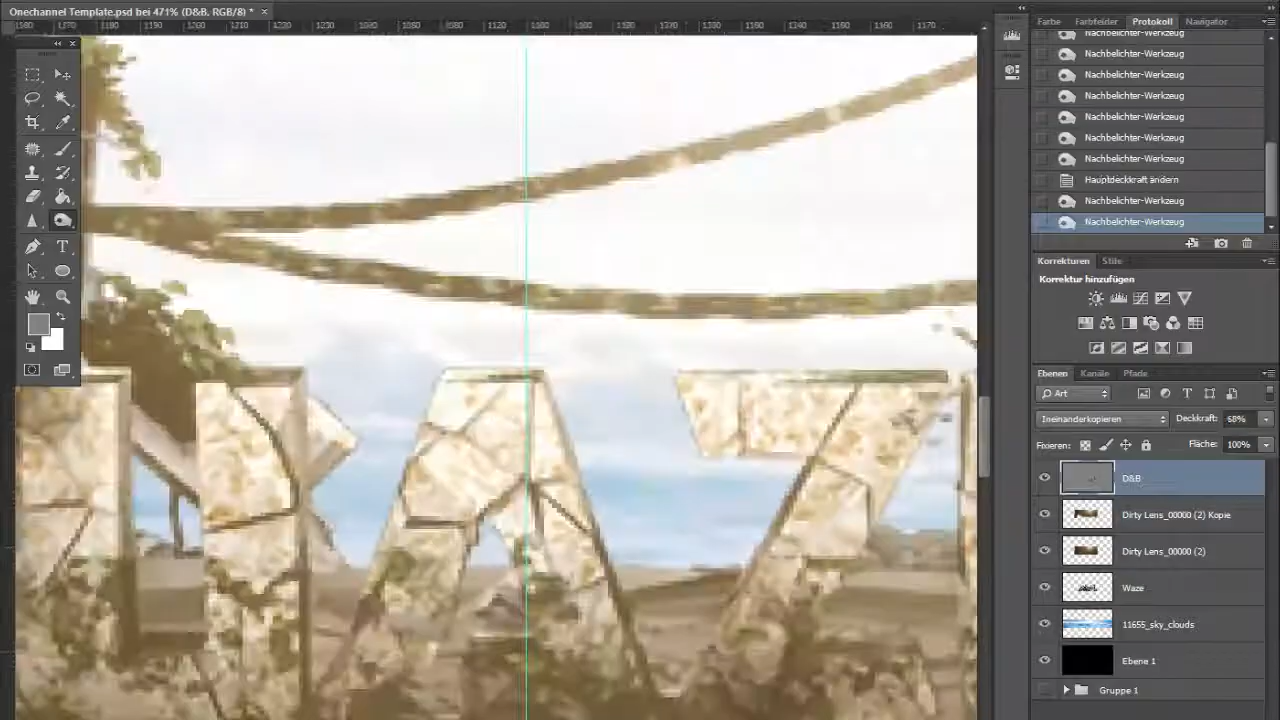 Onechannel Template.psd bei 471% (D&B, RGB/8) *
Farbe Farbfelder Protokoll Navigator
Nachbelichter-Werkzeug
Nachbelichter-Werkzeug
Nachbelichter-Werkzeug
Nachbelichter-Werkzeug
Nachbelichter-Werkzeug
Nachbelichter-Werkzeug
Nachbelichter-Werkzeug
Hauptdeckkraft ändern
Nachbelichter-Werkzeug
Nachbelichter-Werkzeug
Korrekturen Stile
Korrektur hinzufügen
Ebenen Kanäle Pfade
Art
Ineinanderkopieren Deckkraft: 68%
Fixieren: Fläche: 100%
D&B
Dirty Lens_00000 (2) Kopie
Dirty Lens_00000 (2)
Waze
11655_sky_clouds
Ebene 1
Gruppe 1